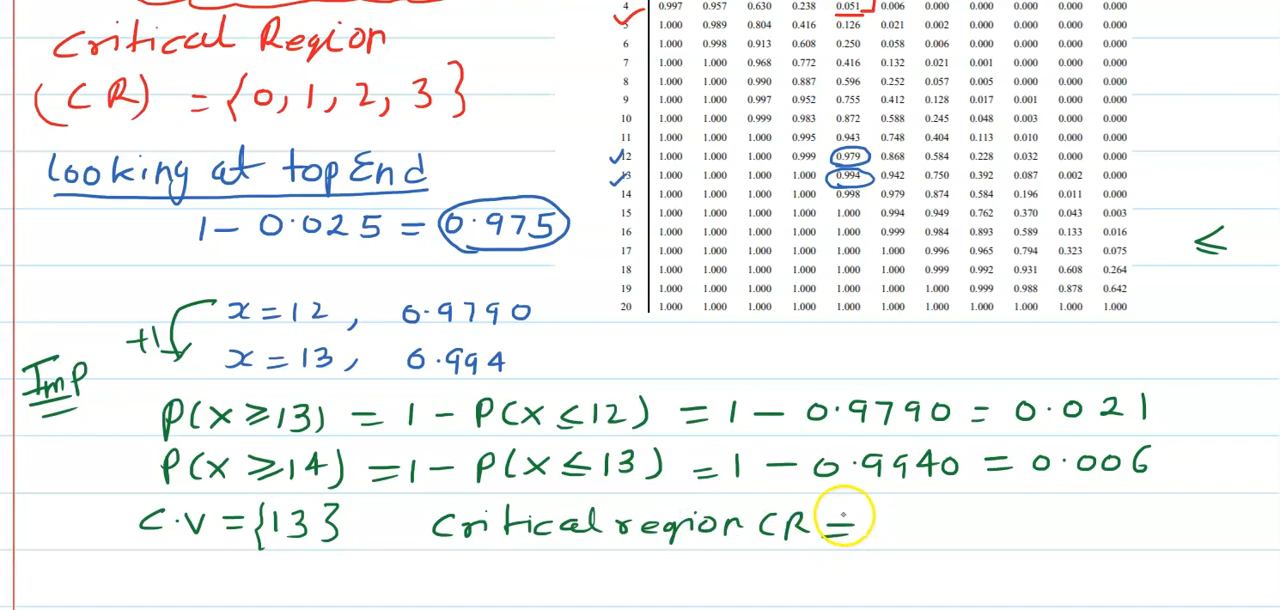 4 0.997 0.957 0.630 0.238 0.051 0.006 0.000 0.000 0.000 0.000 0.000
5 1.000 0.989 0.804 0.416 0.126 0.021 0.002 0.000 0.000 0.000 0.000
6 1.000 0.998 0.913 0.608 0.250 0.058 0.006 0.000 0.000 0.000 0.000
7 1.000 1.000 0.968 0.772 0.416 0.132 0.021 0.001 0.000 0.000 0.000
8 1.000 1.000 0.990 0.887 0.596 0.252 0.057 0.005 0.000 0.000 0.000
9 1.000 1.000 0.997 0.952 0.755 0.412 0.128 0.017 0.001 0.000 0.000
10 1.000 1.000 0.999 0.983 0.872 0.588 0.245 0.048 0.003 0.000 0.000
11 1.000 1.000 1.000 0.995 0.943 0.748 0.404 0.113 0.010 0.000 0.000
12 1.000 1.000 1.000 0.999 0.979 0.868 0.584 0.228 0.032 0.000 0.000
13 1.000 1.000 1.000 1.000 0.994 0.942 0.750 0.392 0.087 0.002 0.000
14 1.000 1.000 1.000 1.000 0.998 0.979 0.874 0.584 0.196 0.011 0.000
15 1.000 1.000 1.000 1.000 1.000 0.994 0.949 0.762 0.370 0.043 0.003
16 1.000 1.000 1.000 1.000 1.000 0.999 0.984 0.893 0.589 0.133 0.016
17 1.000 1.000 1.000 1.000 1.000 1.000 0.996 0.965 0.794 0.323 0.075
18 1.000 1.000 1.000 1.000 1.000 1.000 0.999 0.992 0.931 0.608 0.264
19 1.000 1.000 1.000 1.000 1.000 1.000 1.000 0.999 0.988 0.878 0.642
20 1.000 1.000 1.000 1.000 1.000 1.000 1.000 1.000 1.000 1.000 1.000
≤
Critical Region
(CR) = {0, 1, 2, 3}
Looking at top End
1 - 0.025 = 0.975
x = 12, 0.9790
+1
x = 13, 0.994
Imp
P(X ≥ 13) = 1 - P(X ≤ 12) = 1 - 0.9790 = 0.021
P(X ≥ 14) = 1 - P(X ≤ 13) = 1 - 0.9940 = 0.006
C.V = {13} Critical region CR =